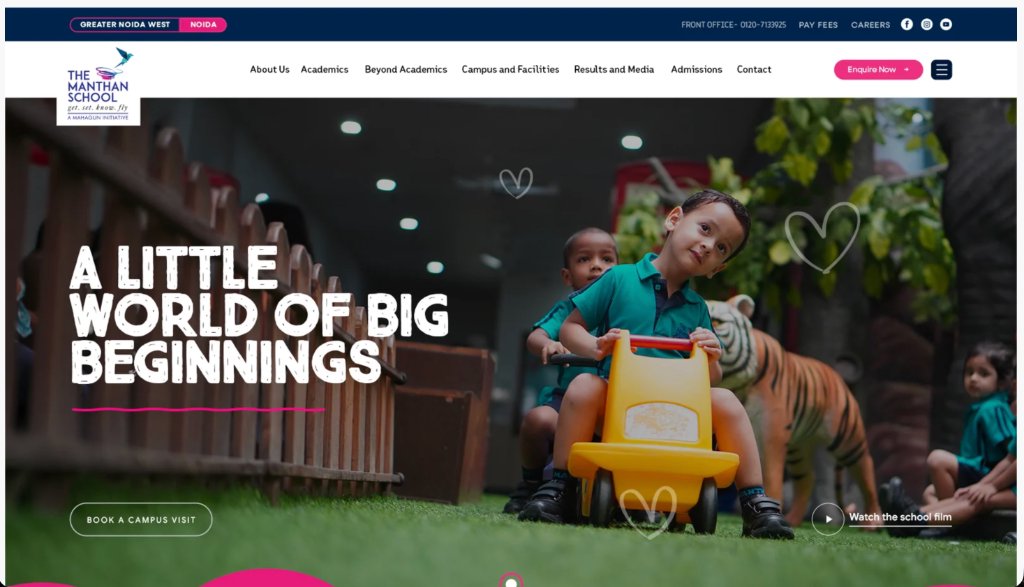 GREATER NOIDA WEST NOIDA
FRONT OFFICE- 0120-7133925 PAY FEES CAREERS
THE
MANTHAN
SCHOOL
get. set. know. fly
A MAHAGUN INITIATIVE
About Us Academics Beyond Academics Campus and Facilities Results and Media Admissions Contact
Enquire Now
A LITTLE
WORLD OF BIG
BEGINNINGS
BOOK A CAMPUS VISIT
Watch the school film